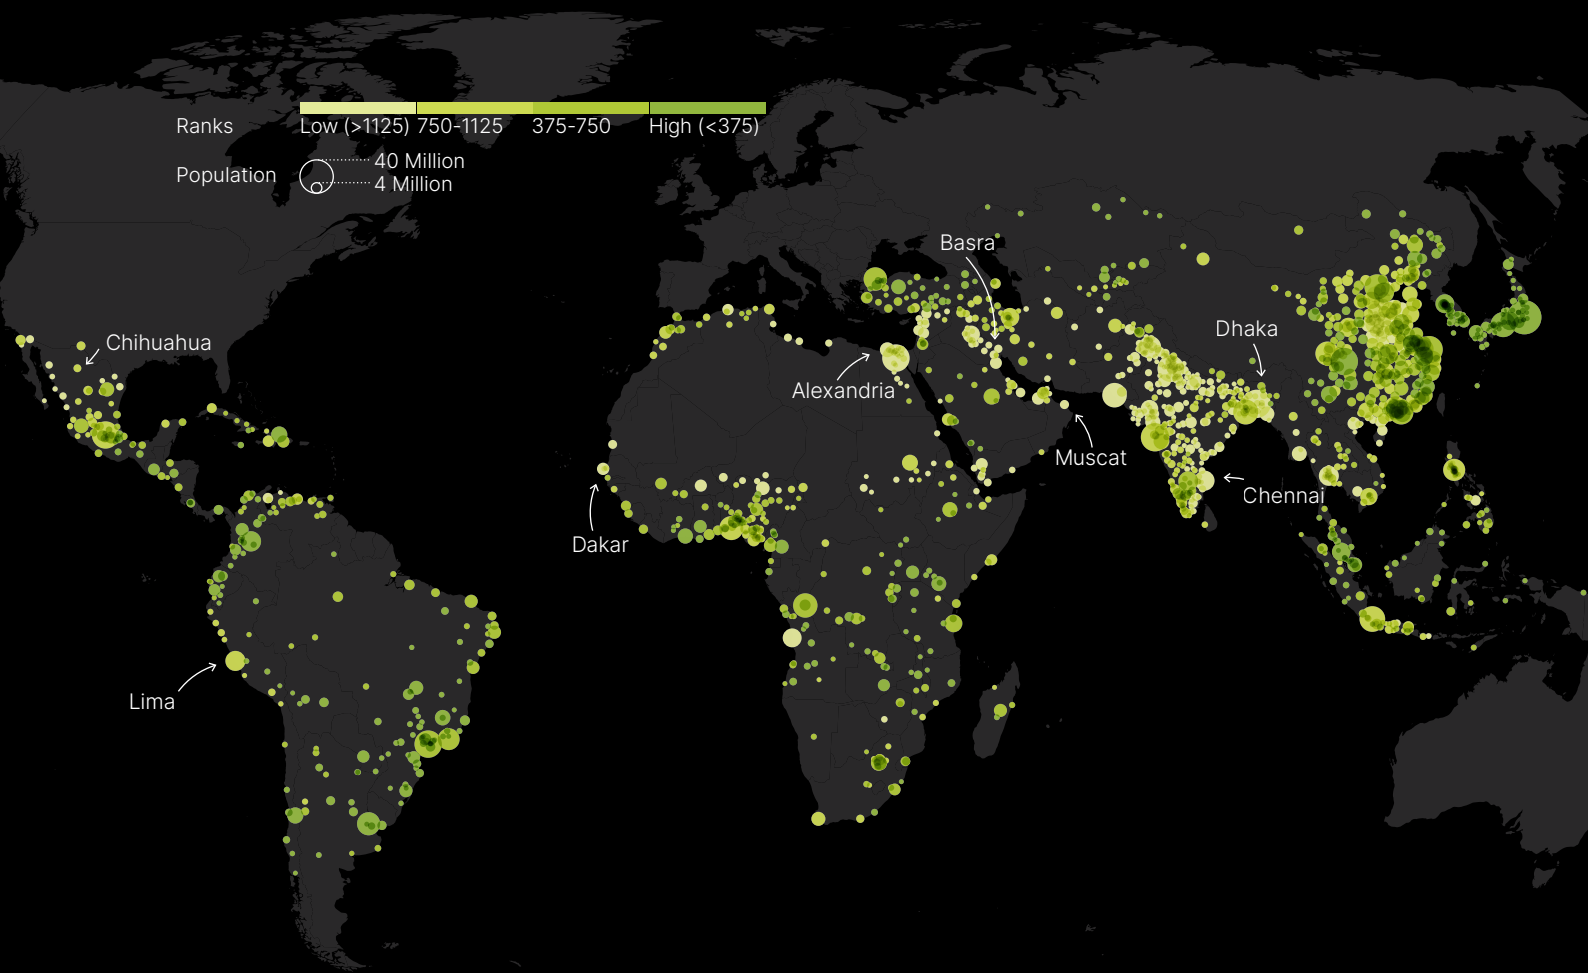 Ranks
Low (>1125) 750-1125 375-750 High (<375)
Population
40 Million
4 Million
Basra
Chihuahua
Dhaka
Alexandria
Muscat
Chennai
Dakar
Lima